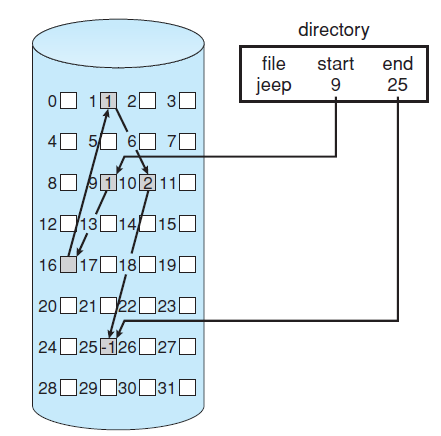 directory
file start end
jeep 9 25
0 1 1 2 3
4 5 6 7
8 9 1 10 2 11
12 13 14 15
16 17 18 19
20 21 22 23
24 25 -1 26 27
28 29 30 31